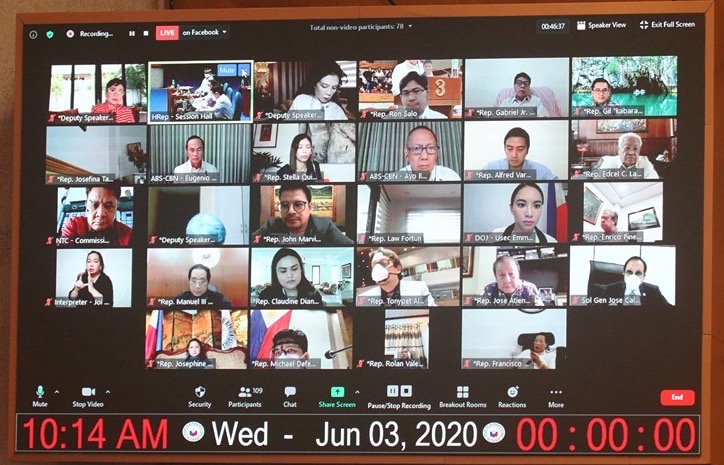 Recording...
LIVE on Facebook
Total non-video participants: 78
00:46:37
Speaker View
Exit Full Screen
*Deputy Speaker...
HRep - Session Hall
Mute
*Deputy Speaker...
*Rep. Ron Salo
3
*Rep. Gabriel Jr. ...
*Rep. Gil "kabara...
*Rep. Josefina Ta...
ABS-CBN - Eugenio ...
*Rep. Stella Qui...
ABS-CBN - Avo B...
*Rep. Alfred Var...
*Rep. Edcel C. La...
NTC - Commissi...
*Deputy Speaker...
*Rep. John Marvi...
*Rep. Law Fortun
DOJ - Usec Emm...
*Rep. Enrico Pine...
Interpreter - Joi ...
*Rep. Manuel III ...
*Rep. Claudine Dian...
*Rep. Tonypet Al...
*Rep. Jose Atien...
Sol Gen Jose Cal...
*Rep. Josephine ...
*Rep. Michael Defe...
*Rep. Rolan Vale...
*Rep. Francisco ...
Mute
Stop Video
Security
Participants
109
Chat
Share Screen
Pause/Stop Recording
Breakout Rooms
Reactions
More
End
10:14 AM Wed - Jun 03, 2020 00:00:00